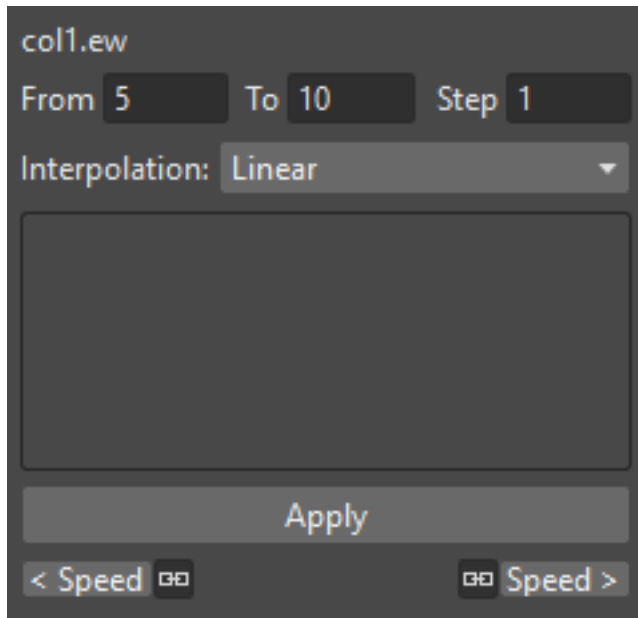 col1.ew
From 5 To 10 Step 1
Interpolation: Linear
Apply
< Speed Speed >